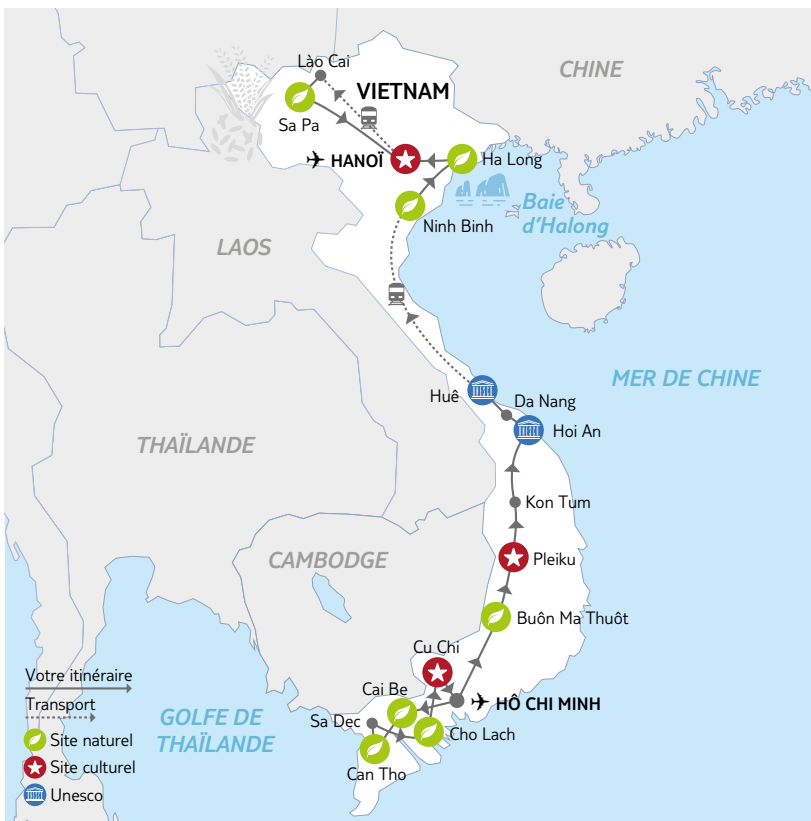 Lào Cai
CHINE
VIETNAM
Sa Pa
HANOÏ
Ha Long
Baie
d'Halong
Ninh Binh
LAOS
MER DE CHINE
Huê
Da Nang
Hoi An
THAÏLANDE
Kon Tum
CAMBODGE
Pleiku
Buôn Ma Thuôt
Cu Chi
Votre itinéraire
Cai Be
HÔ CHI MINH
Transport
GOLFE DE
THAÏLANDE
Sa Dec
Cho Lach
Site naturel
Can Tho
Site culturel
Unesco